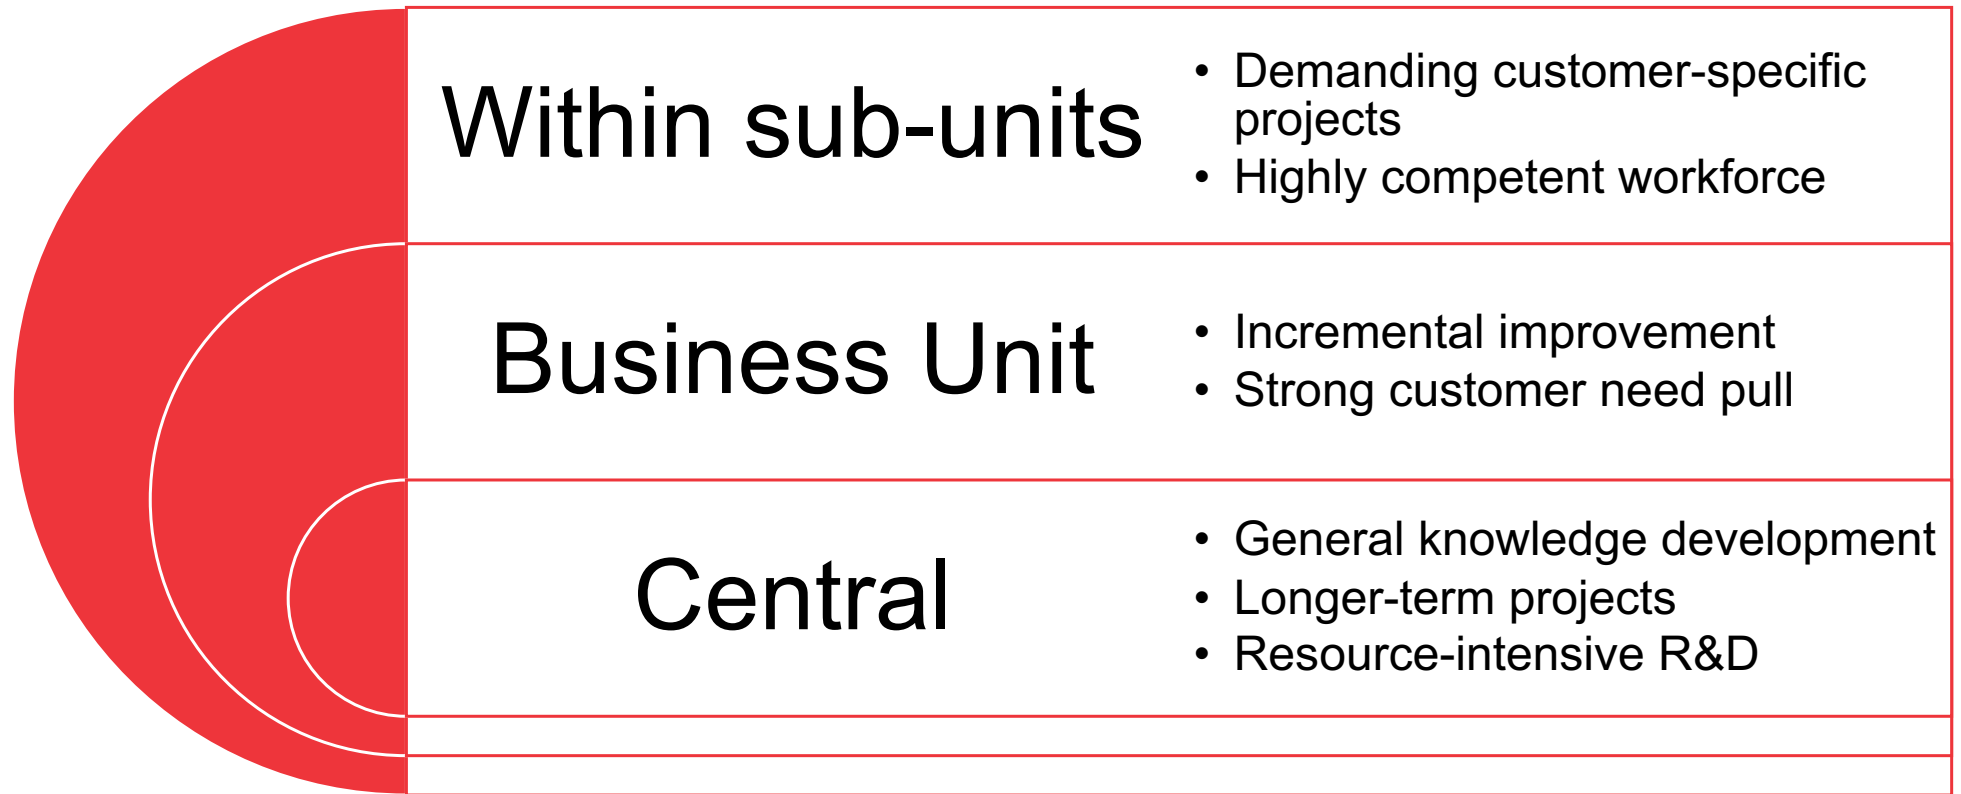 Within sub-units
• Demanding customer-specific
projects
• Highly competent workforce
Business Unit
• Incremental improvement
• Strong customer need pull
Central
• General knowledge development
• Longer-term projects
• Resource-intensive R&D